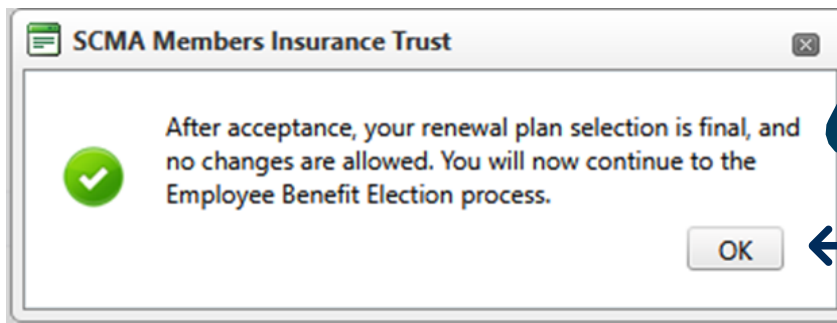 SCMA Members Insurance Trust
After acceptance, your renewal plan selection is final, and
no changes are allowed. You will now continue to the
Employee Benefit Election process.
OK